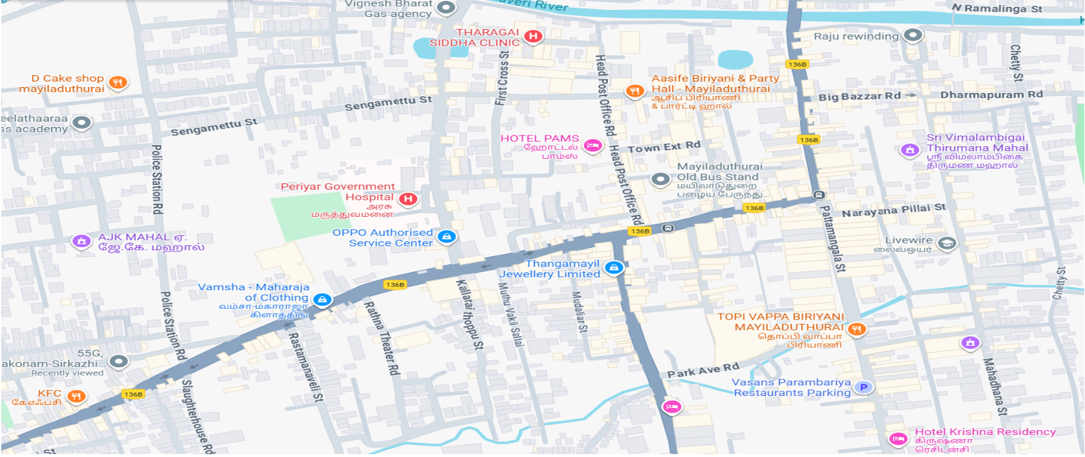 Vignesh Bharat
Gas agency
averi River
N Ramalinga St
THARAGAI
SIDDHA CLINIC
Raju rewinding
Chetty St
D Cake shop
mayiladuthurai
First Cross St
Head Post Office Rd
136B
Aasife Biriyani & Party
Hall - Mayiladuthurai
ஆசிப் பிரியாணி
& பார்ட்டி ஹால்
Big Bazzar Rd
Dharmapuram Rd
Sengamettu St
eelathaaraa
ss academy
Sengamettu St
HOTEL PAMS
ஹோட்டல்
பாம்ஸ்
Head Post Office Rd
Town Ext Rd
136B
Sri Vimalambigai
Thirumana Mahal
ஸ்ரீ விமலாம்பிகை
திருமண மஹால்
Police Station Rd
Mayiladuthurai
Old Bus Stand
மயிலாடுதுறை
பழைய பேருந்து
Periyar Government
Hospital
அரசு
மருத்துவமனை
136B
Pattamangala St
Narayana Pillai St
OPPO Authorised
Service Center
136B
AJK MAHAL ஏ.
ஜே.கே. மஹால்
Livewire
லைவ்ஒயர்
Thangamayil
Jewellery Limited
136B
Chetty St
Vamsha - Maharaja
of Clothing
வம்சா மகாராஜா
கிளாத்திங்
Police Station Rd
Rathna Theater Rd
Muthu Vakil Sallai
Mudaliar St
TOPI VAPPA BIRIYANI
MAYILADUTHURAI
தொப்பி வாப்பா
பிரியாணி
Rastamanaveli St
55G,
akonam-Sirkazhi...
Recently viewed
Park Ave Rd
Mahadhana St
KFC
கேஎஃப்சி
136B
Slaughterhouse Rd
Vasans Parambariya
Restaurants Parking
Hotel Krishna Residency
கிருஷ்ணா
ரெசிடன்சி